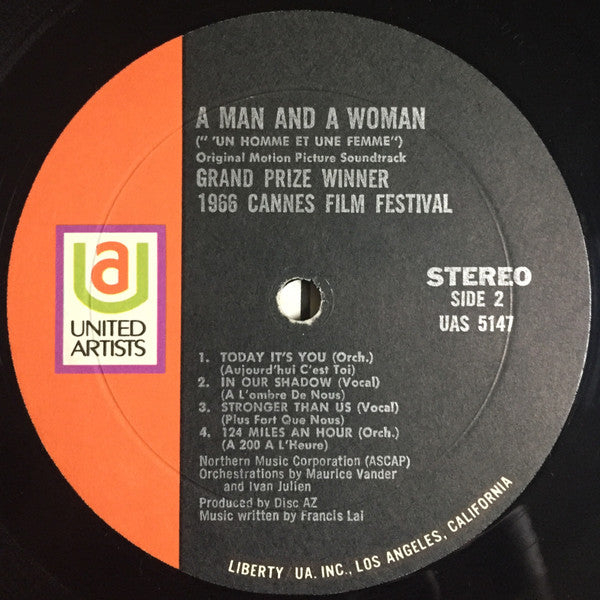 A MAN AND A WOMAN
(" 'UN HOMME ET UNE FEMME")
Original Motion Picture Soundtrack
GRAND PRIZE WINNER
1966 CANNES FILM FESTIVAL
STEREO
SIDE 2
UAS 5147
ua
UNITED
ARTISTS
1. TODAY IT'S YOU (Orch.)
(Aujourd'hui C'est Toi)
2. IN OUR SHADOW (Vocal)
(A L'ombre De Nous)
3. STRONGER THAN US (Vocal)
(Plus Fort Que Nous)
4. 124 MILES AN HOUR (Orch.)
(A 200 A L'Heure)
Northern Music Corporation (ASCAP)
Orchestrations by Maurice Vander
and Ivan Julien
Produced by Disc AZ
Music written by Francis Lai
LIBERTY/UA. INC., LOS ANGELES, CALIFORNIA